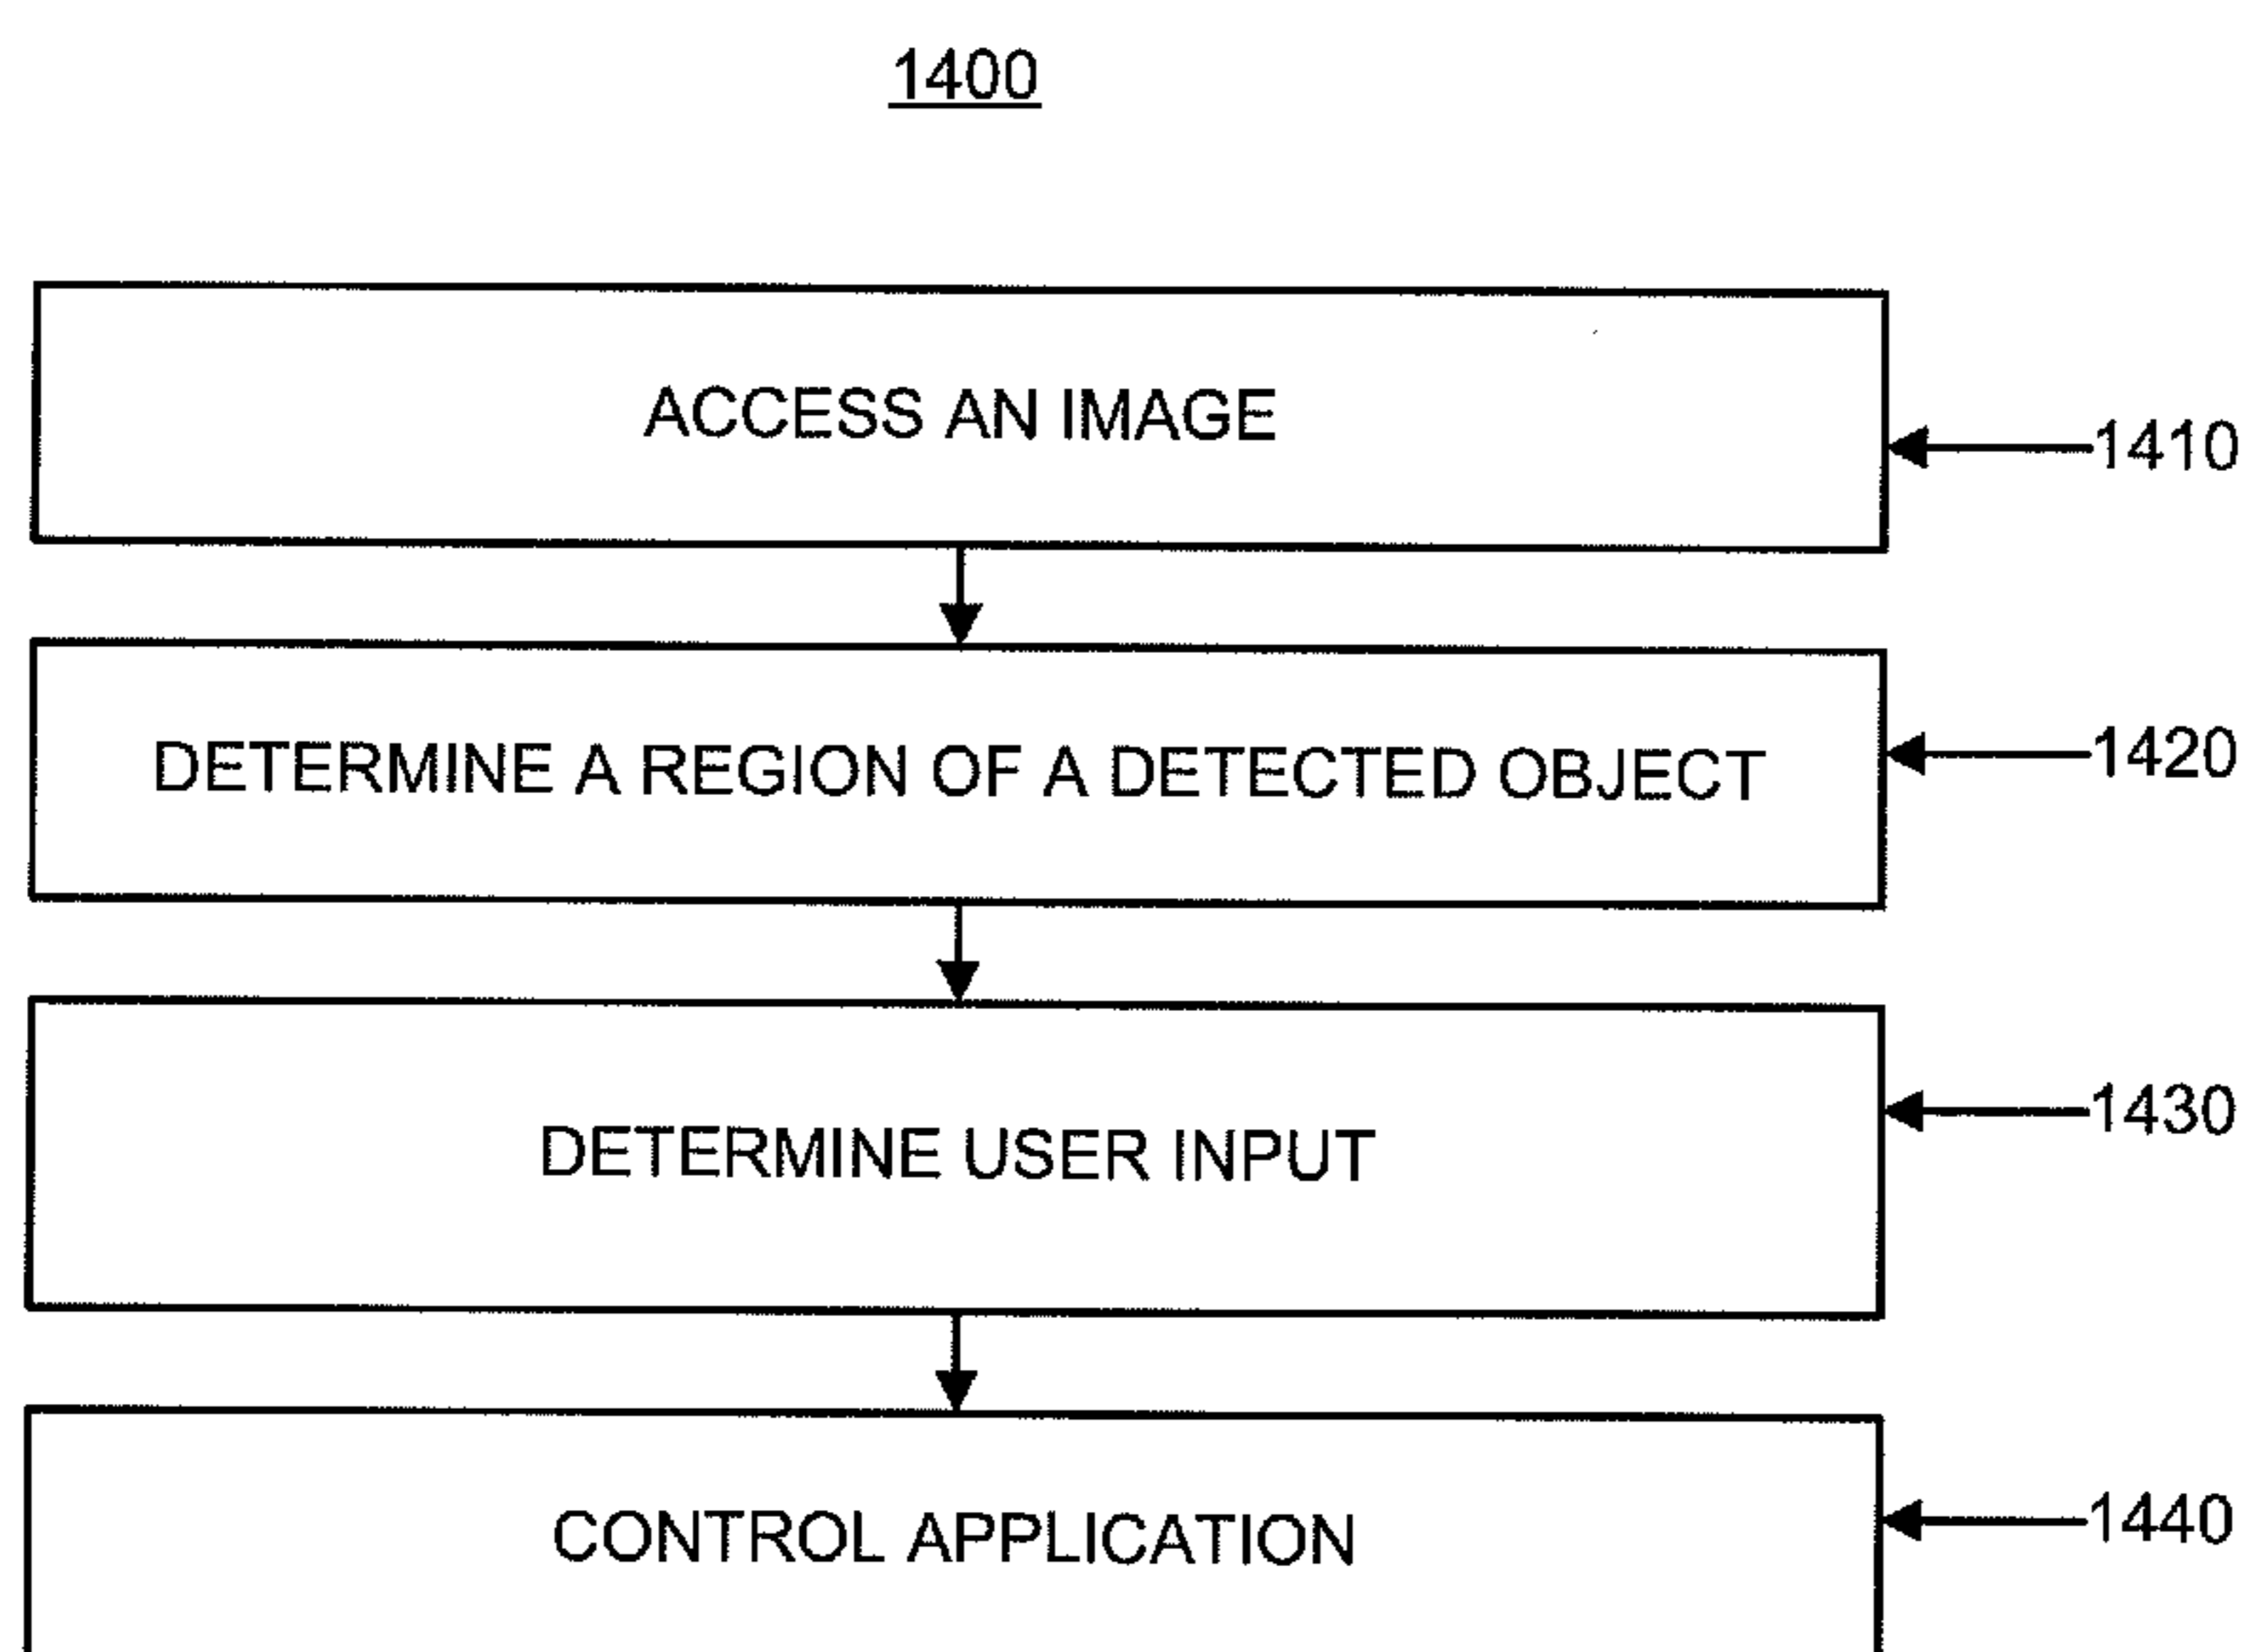 1400
ACCESS AN IMAGE
1410
DETERMINE A REGION OF A DETECTED OBJECT
1420
DETERMINE USER INPUT
1430
CONTROL APPLICATION
1440